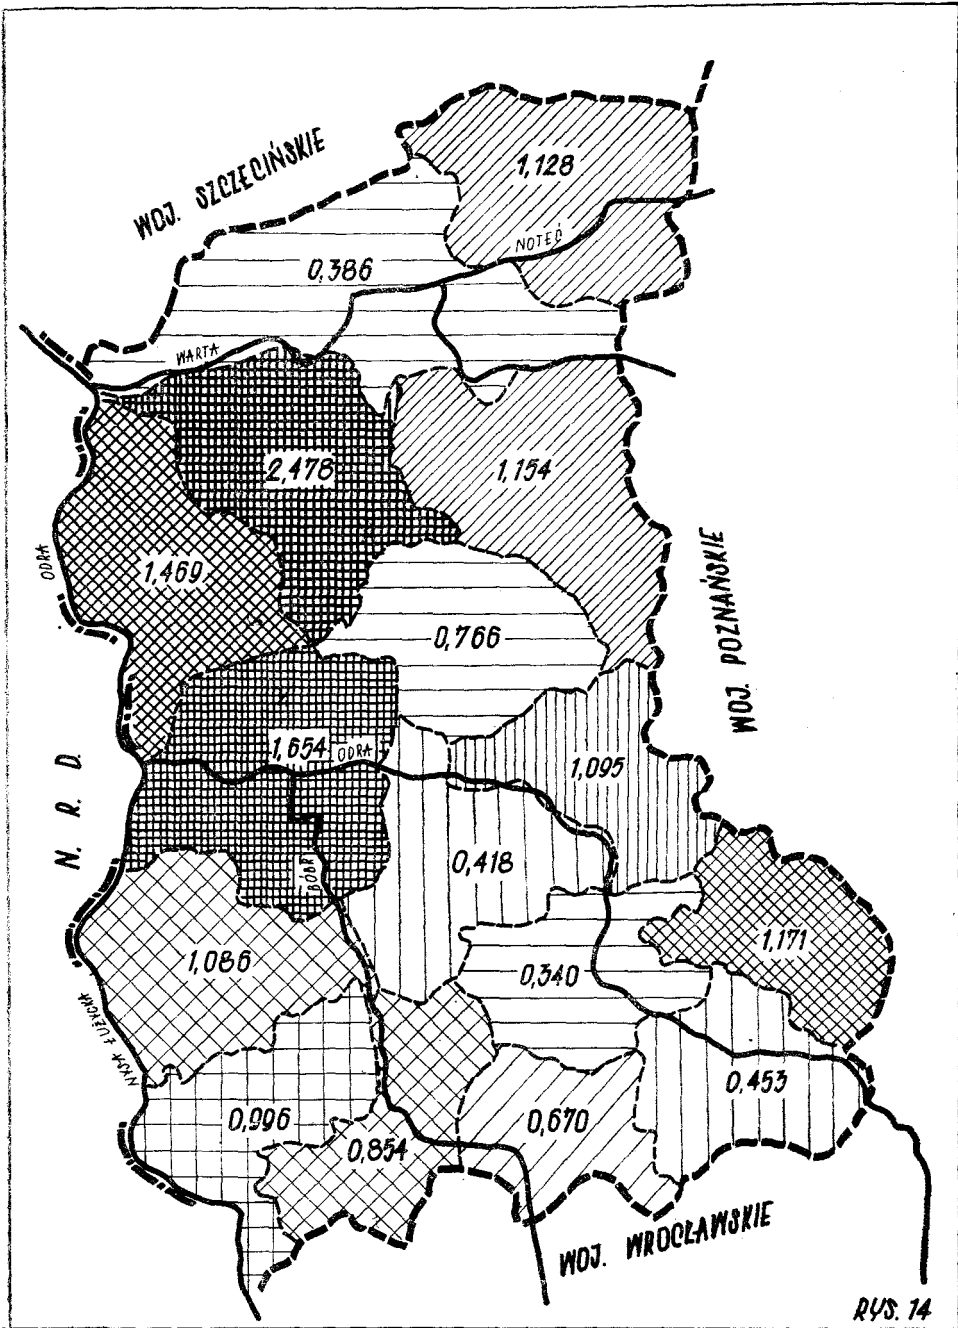 WOJ. SZCZECIŃSKIE
1,128
NOTEĆ
0,386
WARTA
2,478
1,154
ODRA
1,469
WOJ. POZNAŃSKIE
0,766
1,654
ODRA
1,095
N. R. D.
0,418
BÓBR
1,171
1,086
0,340
NYSA ŁUŻYCKA
0,453
0,996
0,670
0,854
WOJ. WROCŁAWSKIE
RYS. 14